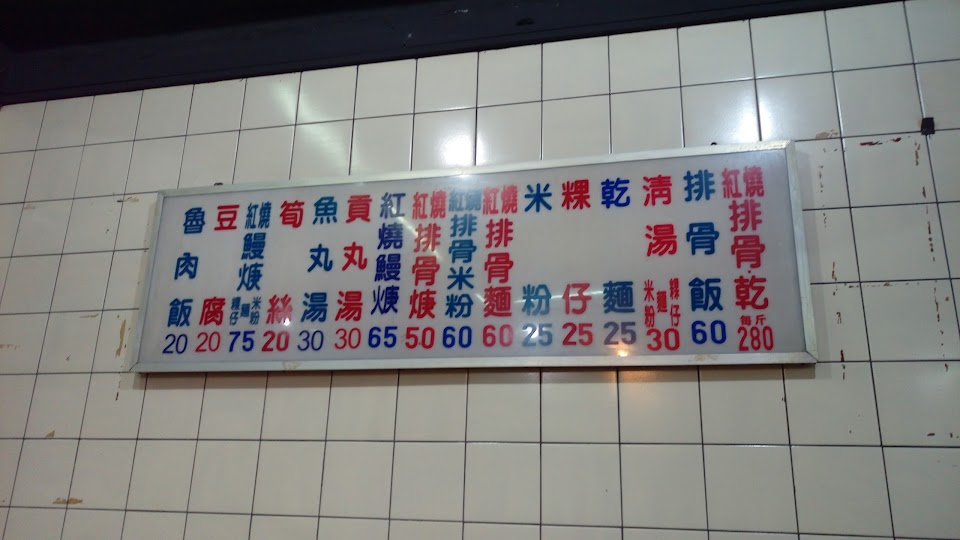 紅燒排骨乾 每斤 280
排骨飯 60
清湯 粿仔 麵 米粉 30
乾麵 25
粿仔 25
米粉 25
紅燒排骨麵 60
紅燒排骨米粉 60
紅燒排骨焿 50
紅燒鰻焿 65
貢丸湯 30
魚丸湯 30
筍絲 20
紅燒鰻焿 米粉 麵 粿仔 75
豆腐 20
魯肉飯 20